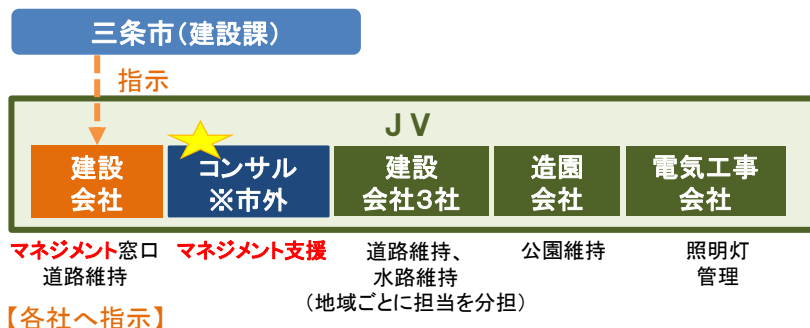 三条市(建設課)
指示
JV
建設
会社
コンサル
※市外
建設
会社3社
造園
会社
電気工事
会社
マネジメント窓口
道路維持
マネジメント支援
道路維持、
水路維持
(地域ごとに担当を分担)
公園維持
照明灯
管理
【各社へ指示】